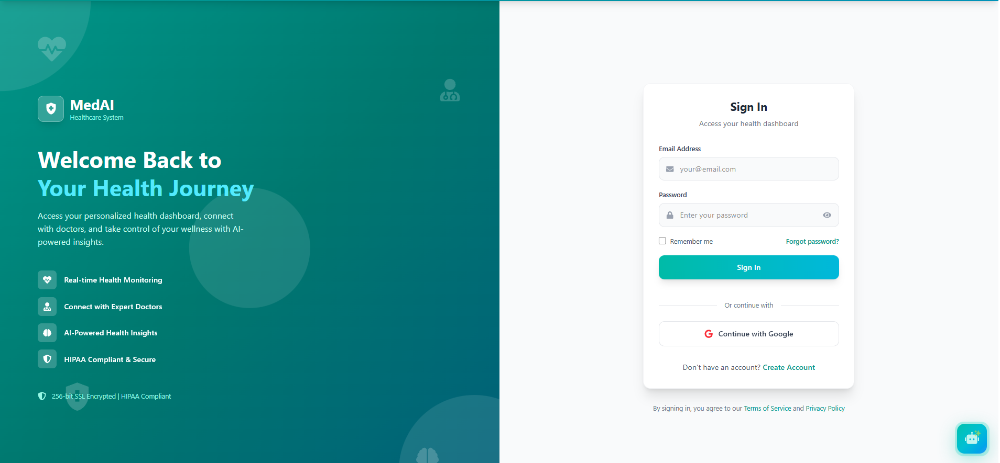 MedAI
Healthcare System
Welcome Back to
Your Health Journey
Access your personalized health dashboard, connect
with doctors, and take control of your wellness with AI-
powered insights.
Real-time Health Monitoring
Connect with Expert Doctors
AI-Powered Health Insights
HIPAA Compliant & Secure
256-bit SSL Encrypted | HIPAA Compliant
Sign In
Access your health dashboard
Email Address
your@email.com
Password
Enter your password
Remember me
Forgot password?
Sign In
Or continue with
Continue with Google
Don't have an account? Create Account
By signing in, you agree to our Terms of Service and Privacy Policy